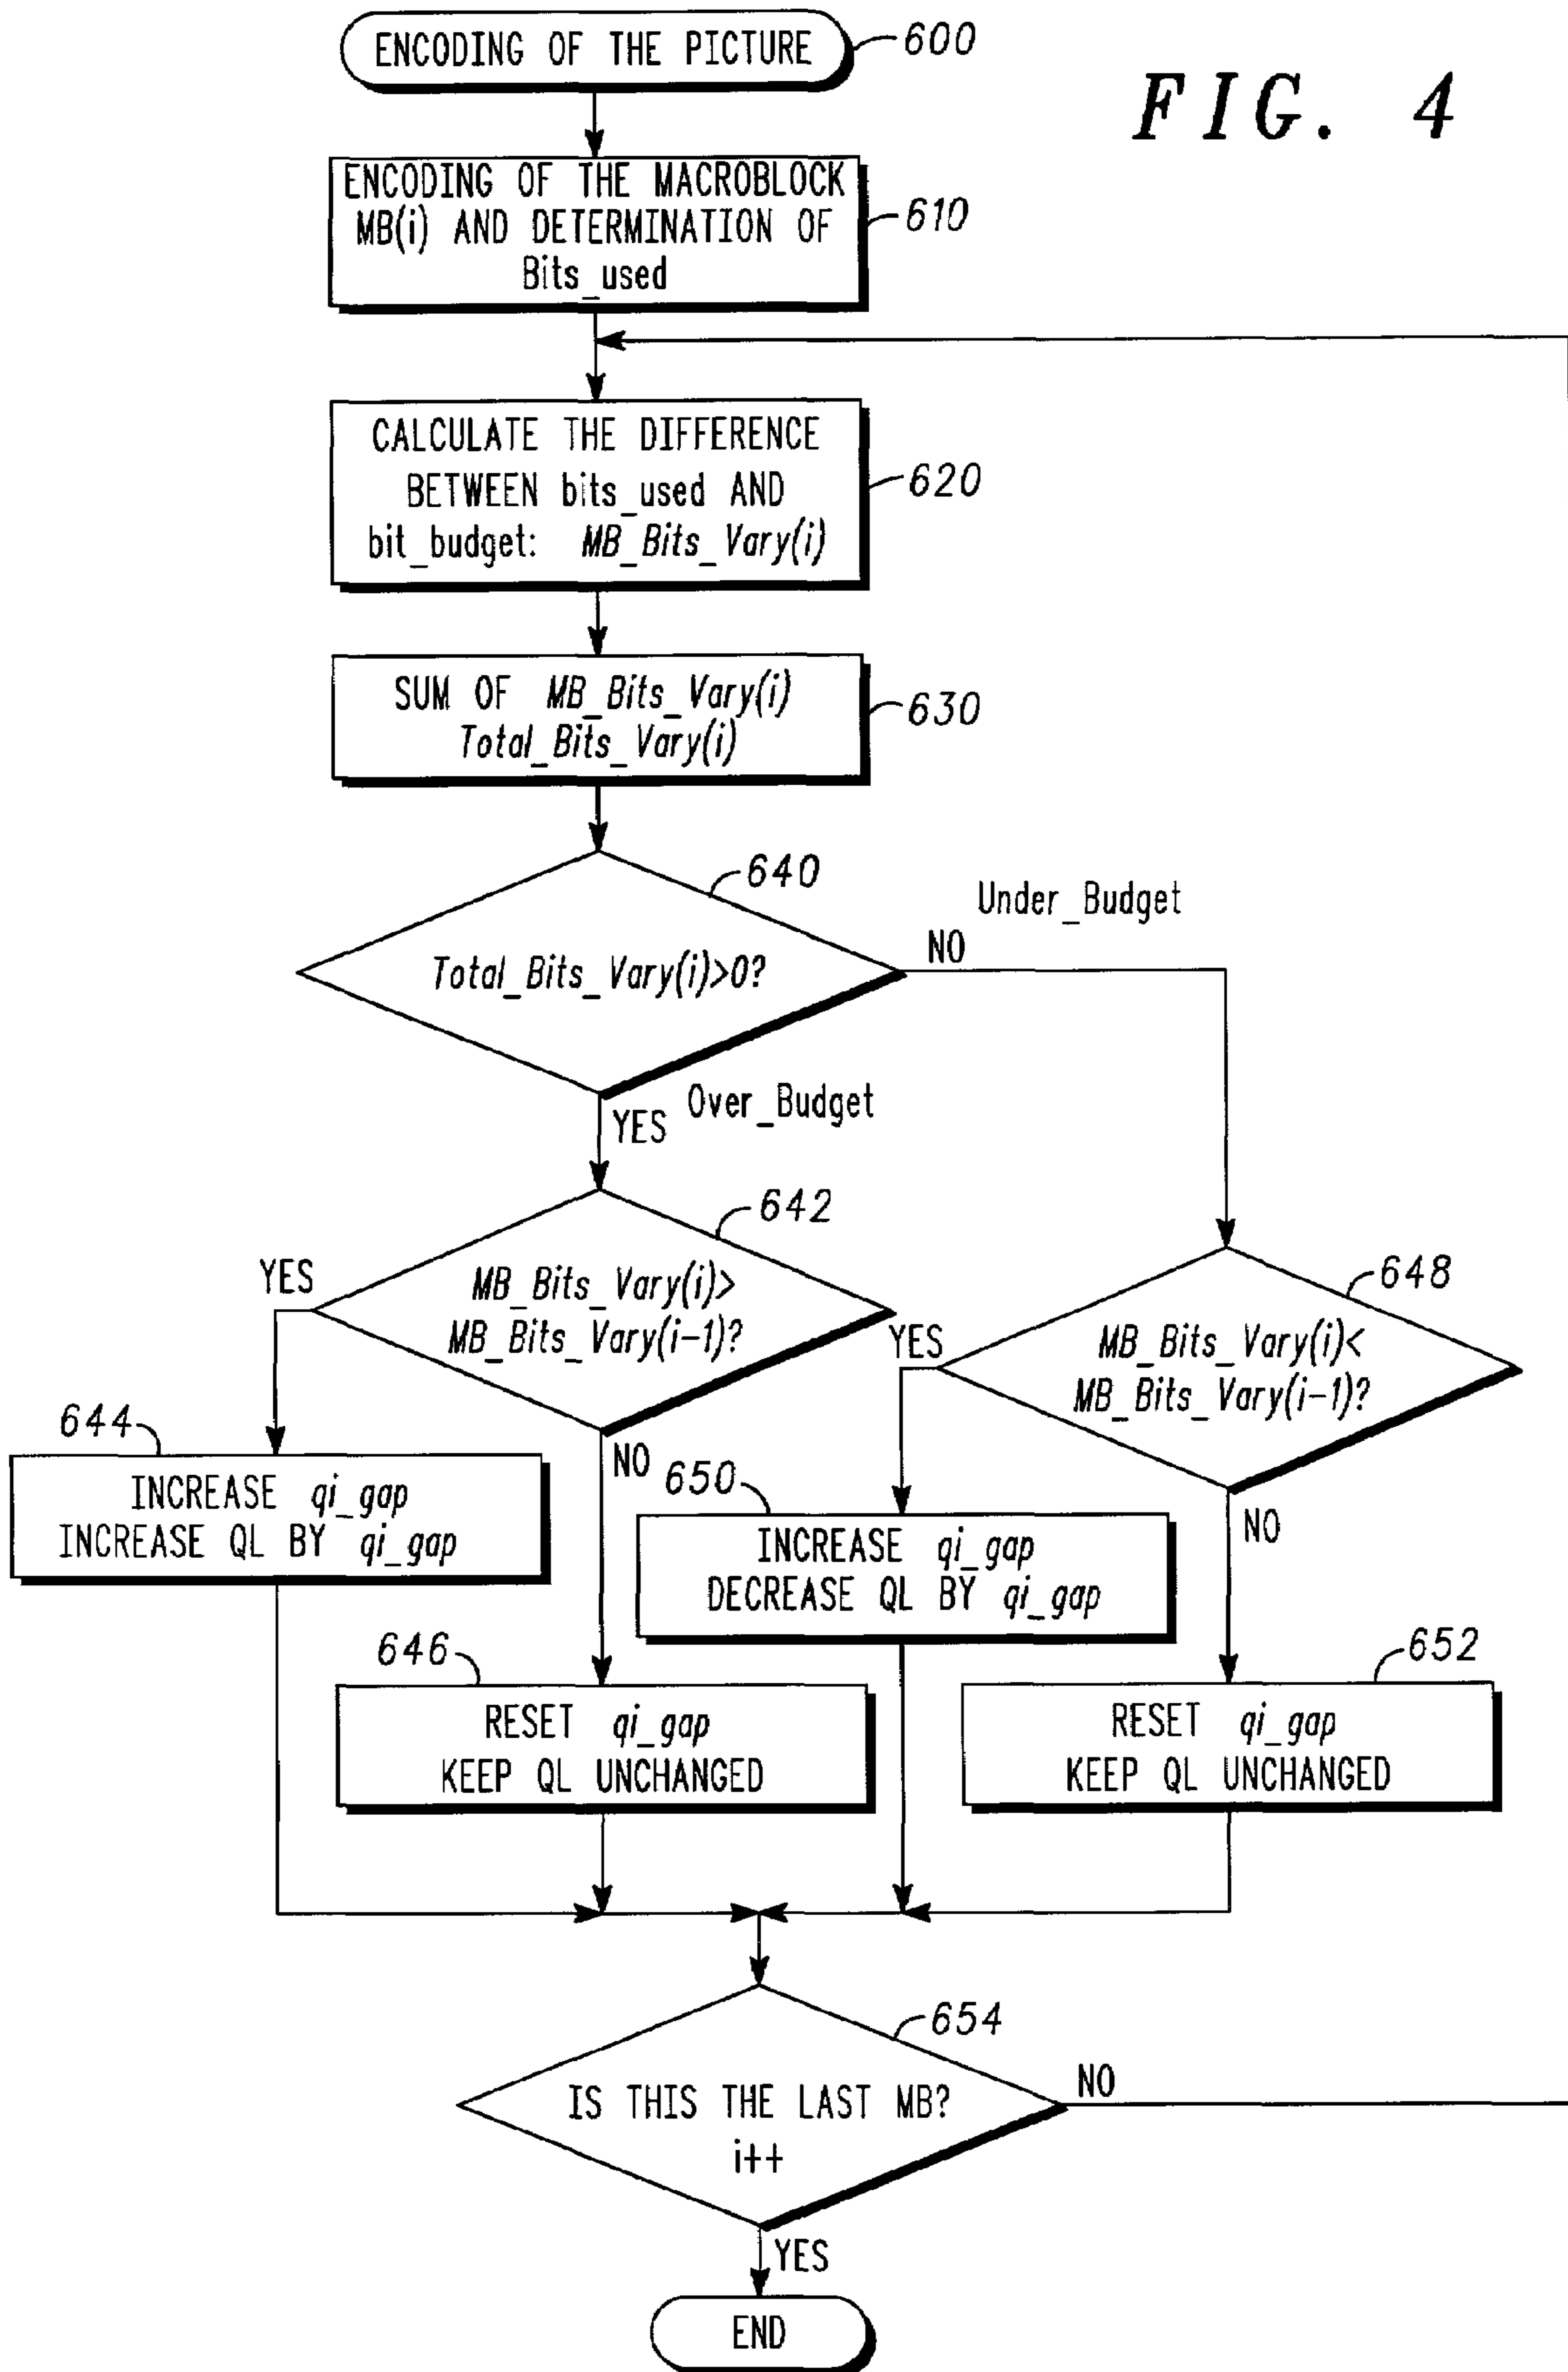 ENCODING OF THE PICTURE
600
FIG. 4
ENCODING OF THE MACROBLOCK
MB(i) AND DETERMINATION OF
Bits_used
610
CALCULATE THE DIFFERENCE
BETWEEN bits_used AND
bit_budget: MB_Bits_Vary(i)
620
SUM OF MB_Bits_Vary(i)
Total_Bits_Vary(i)
630
640
Total_Bits_Vary(i)>0?
Under_Budget
NO
YES
Over_Budget
642
MB_Bits_Vary(i)>
MB_Bits_Vary(i-1)?
YES
NO
648
MB_Bits_Vary(i)<
MB_Bits_Vary(i-1)?
YES
NO
644
INCREASE qi_gap
INCREASE QL BY qi_gap
650
INCREASE qi_gap
DECREASE QL BY qi_gap
646
RESET qi_gap
KEEP QL UNCHANGED
652
RESET qi_gap
KEEP QL UNCHANGED
654
IS THIS THE LAST MB?
i++
NO
YES
END